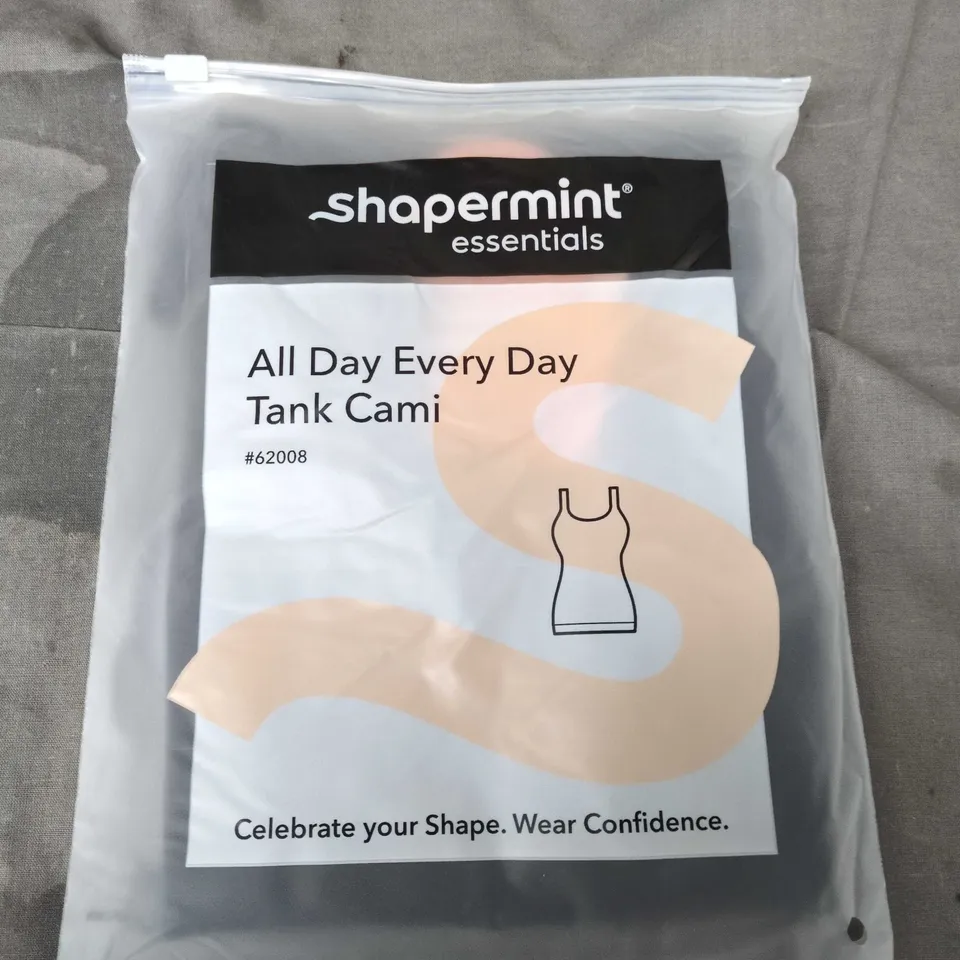 shapermint®
essentials
All Day Every Day
Tank Cami
#62008
Celebrate your Shape. Wear Confidence.